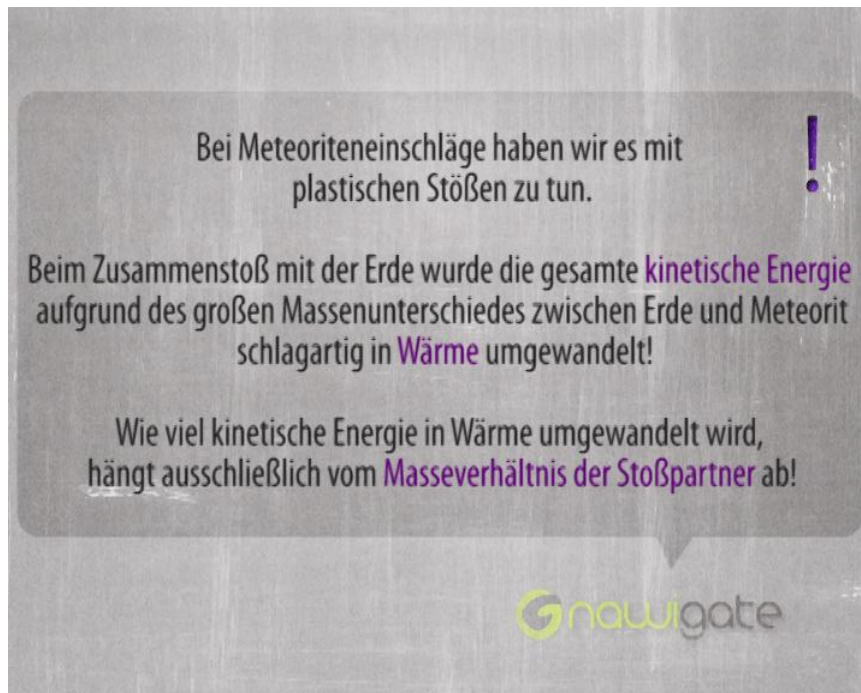 Bei Meteoriteneinschläge haben wir es mit
plastischen Stößen zu tun.
!
Beim Zusammenstoß mit der Erde wurde die gesamte kinetische Energie
aufgrund des großen Massenunterschiedes zwischen Erde und Meteorit
schlagartig in Wärme umgewandelt!
Wie viel kinetische Energie in Wärme umgewandelt wird,
hängt ausschließlich vom Masseverhältnis der Stoßpartner ab!
Gnawigate